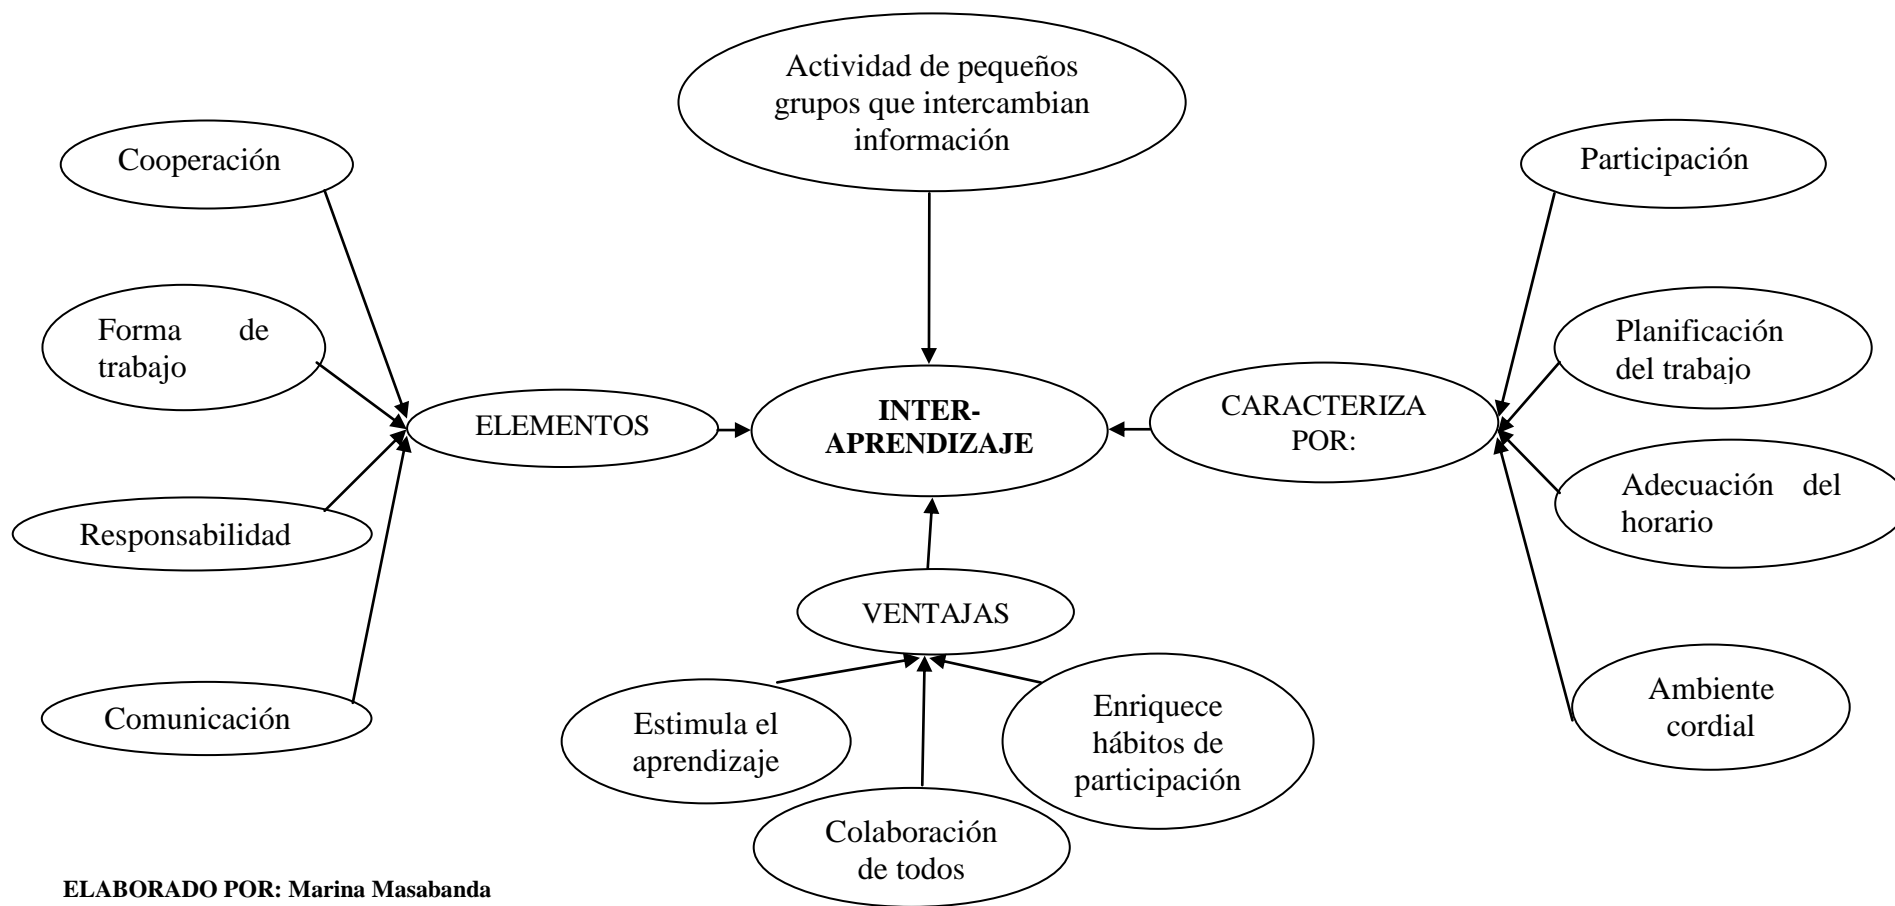 Actividad de pequeños
grupos que intercambian
información
Cooperación
Participación
Forma de
trabajo
Planificación
del trabajo
ELEMENTOS
INTER-
APRENDIZAJE
CARACTERIZA
POR:
Responsabilidad
Adecuación del
horario
VENTAJAS
Comunicación
Estimula el
aprendizaje
Enriquece
hábitos de
participación
Ambiente
cordial
Colaboración
de todos
ELABORADO POR: Marina Masabanda